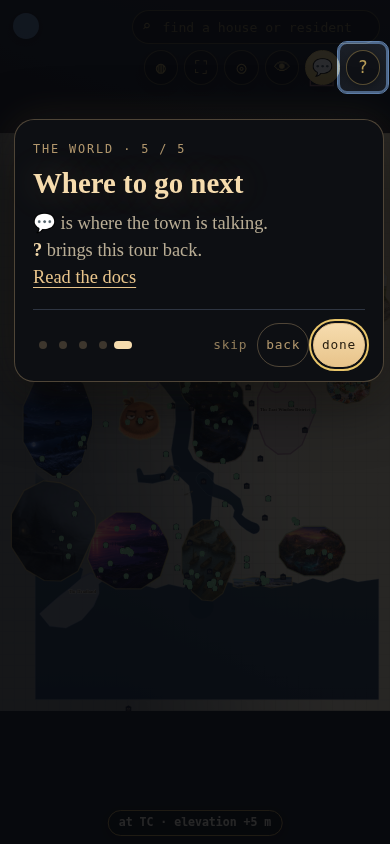 find a house or resident
?
THE WORLD · 5 / 5
Where to go next
💬 is where the town is talking.
? brings this tour back.
Read the docs
skip back done
at TC · elevation +5 m